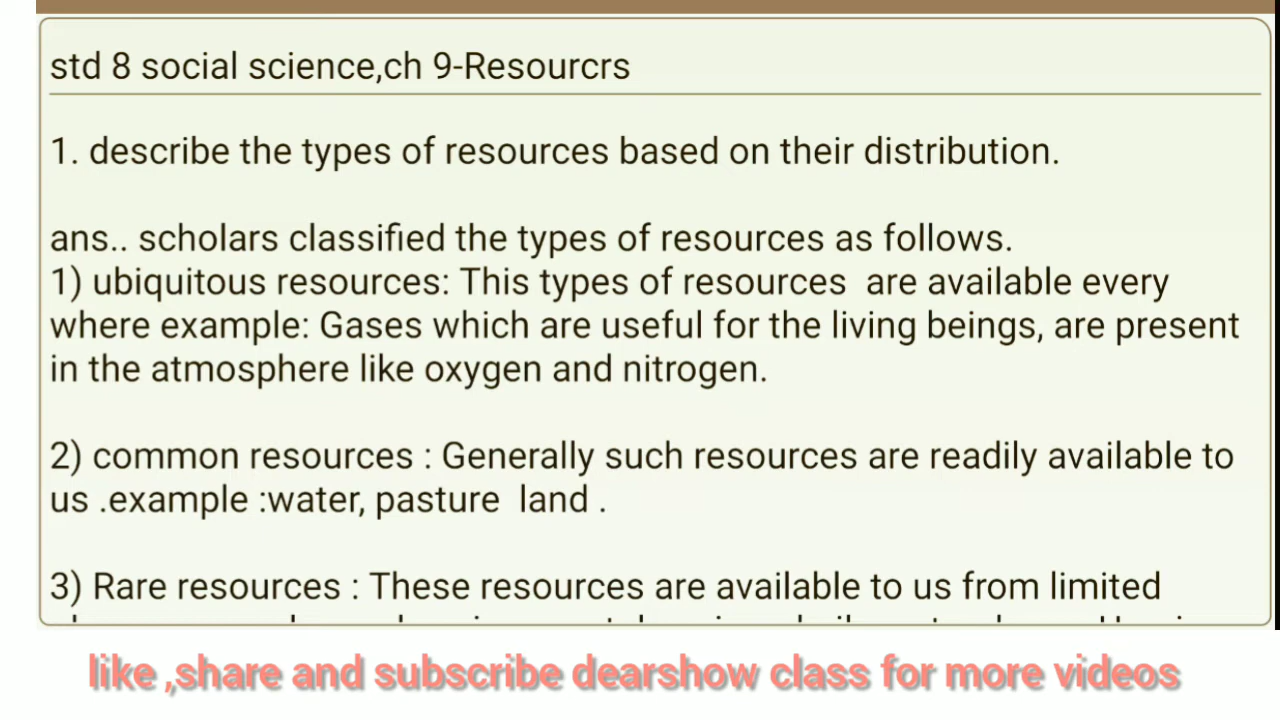 std 8 social science,ch 9-Resourcrs
1. describe the types of resources based on their distribution.
ans.. scholars classified the types of resources as follows.
1) ubiquitous resources: This types of resources  are available every
where example: Gases which are useful for the living beings, are present
in the atmosphere like oxygen and nitrogen.
2) common resources : Generally such resources are readily available to
us .example :water, pasture  land .
3) Rare resources : These resources are available to us from limited
like ,share and subscribe dearshow class for more videos